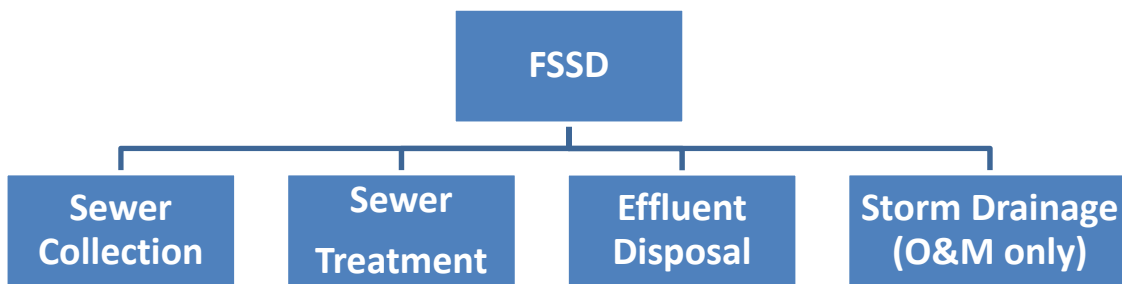 FSSD
Sewer
Collection
Sewer
Treatment
Effluent
Disposal
Storm Drainage
(O&M only)